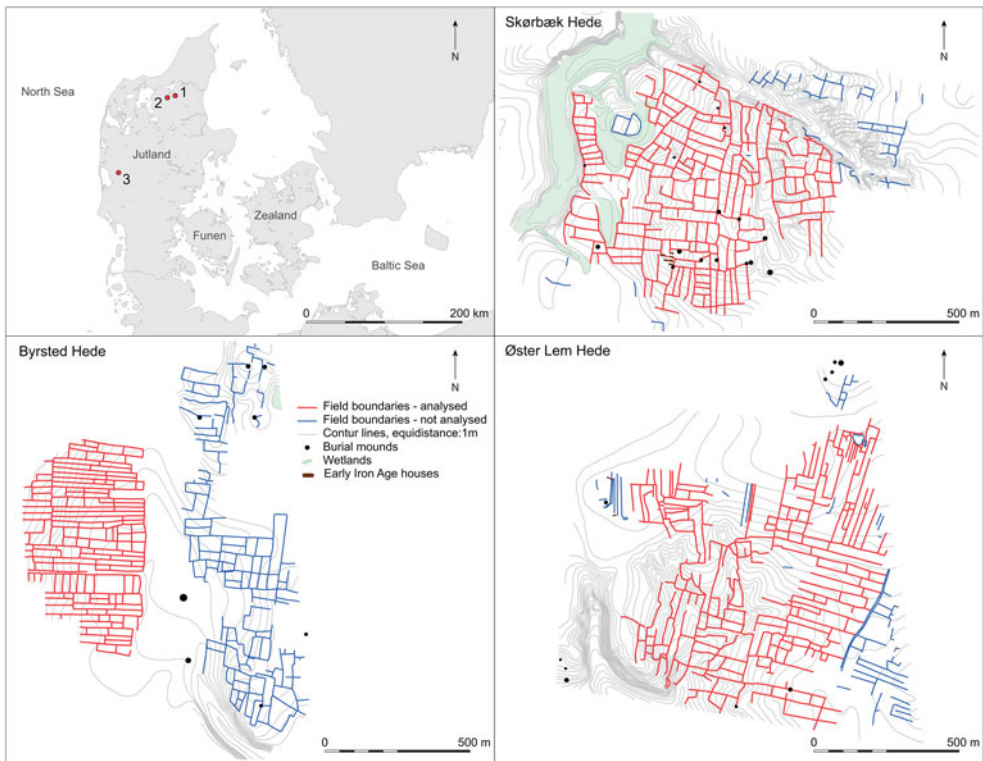 N
North Sea
2
1
Jutland
3
Zealand
Funen
Baltic Sea
0 200 km
Skørbæk Hede
N
0 500 m
Byrsted Hede
N
Field boundaries - analysed
Field boundaries - not analysed
Contur lines, equidistance:1m
Burial mounds
Wetlands
Early Iron Age houses
0 500 m
Øster Lem Hede
N
0 500 m